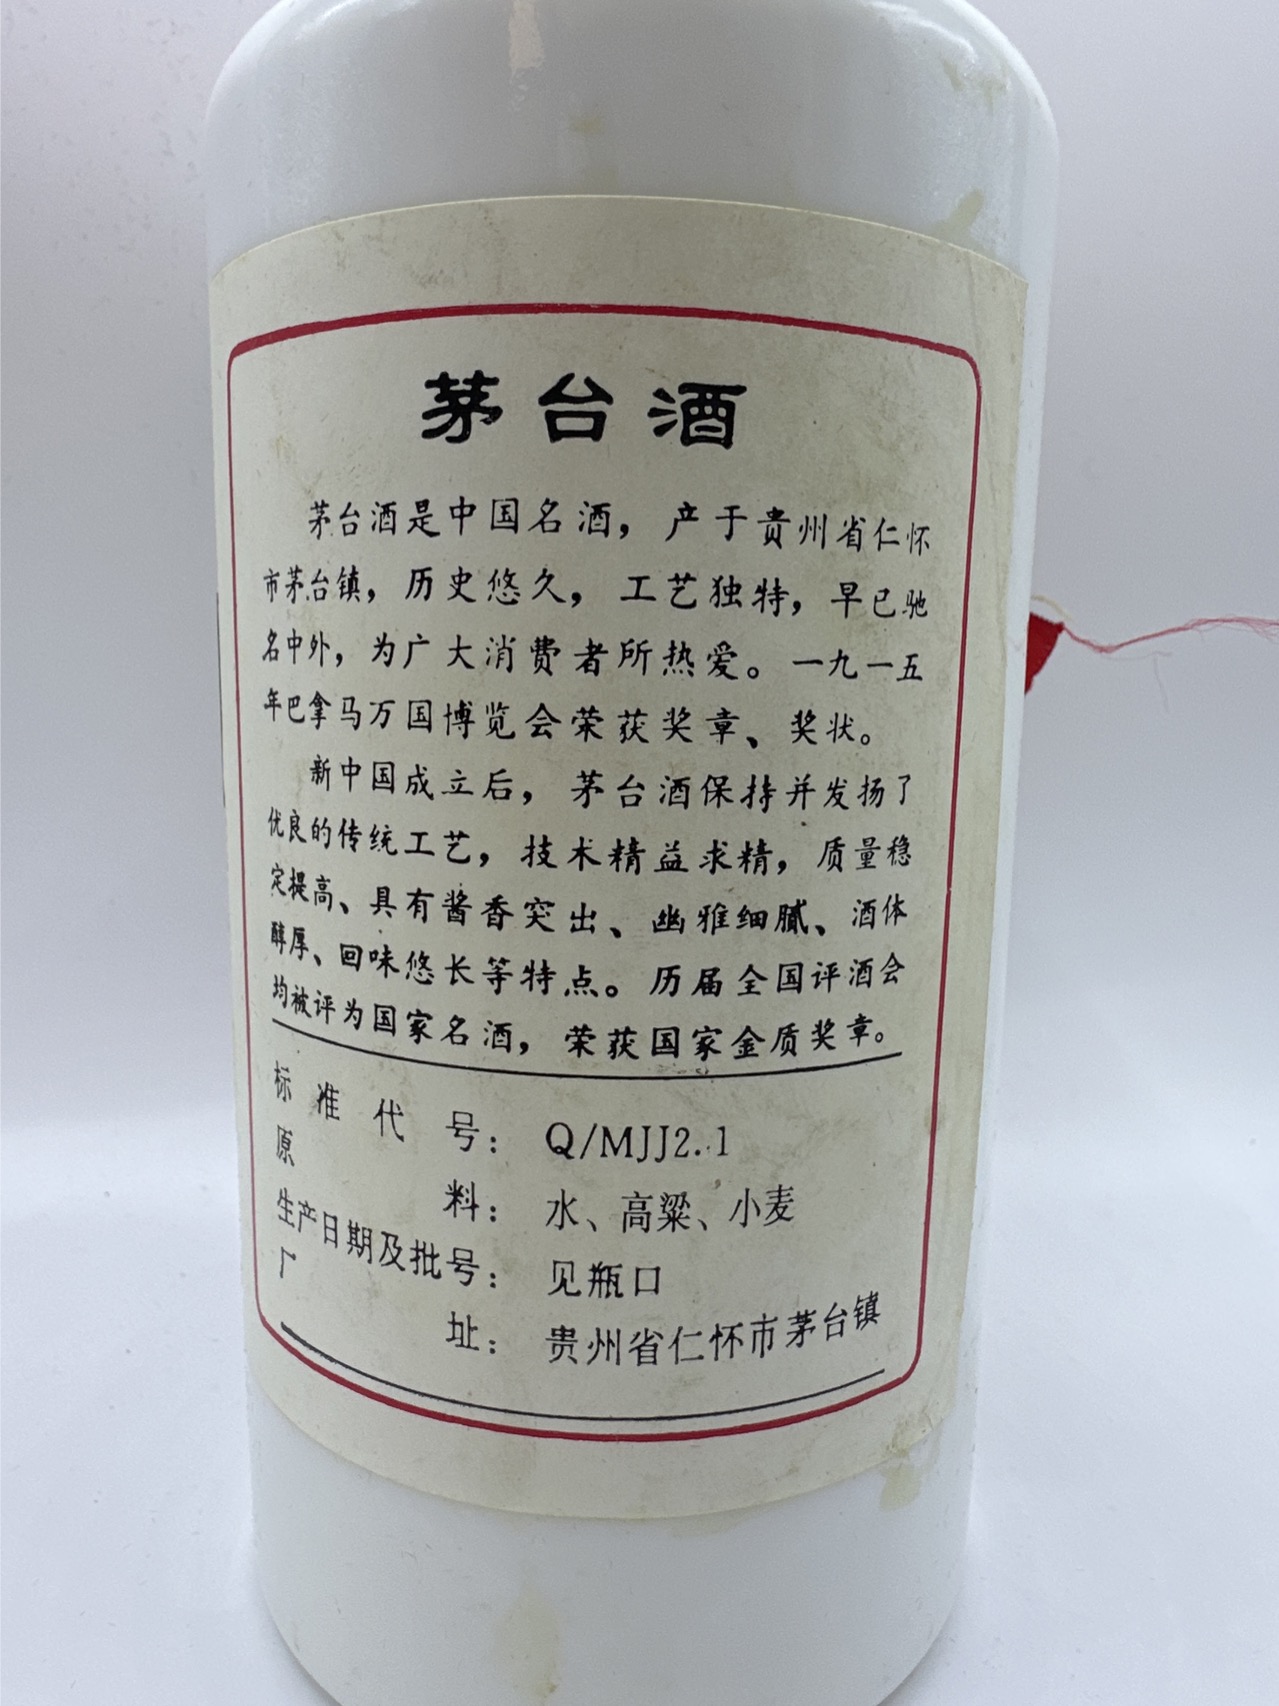 茅台酒
茅台酒是中国名酒，产于贵州省仁怀
市茅台镇，历史悠久，工艺独特，早已驰
名中外，为广大消费者所热爱。一九一五
年巴拿马万国博览会荣获奖章、奖状。
新中国成立后，茅台酒保持并发扬了
优良的传统工艺，技术精益求精，质量稳
定提高、具有酱香突出、幽雅细腻、酒体
醇厚、回味悠长等特点。历届全国评酒会
均被评为国家名酒，荣获国家金质奖章。
标准代号：Q/MJJ2.1
原料：水、高粱、小麦
生产日期及批号：见瓶口
厂址：贵州省仁怀市茅台镇